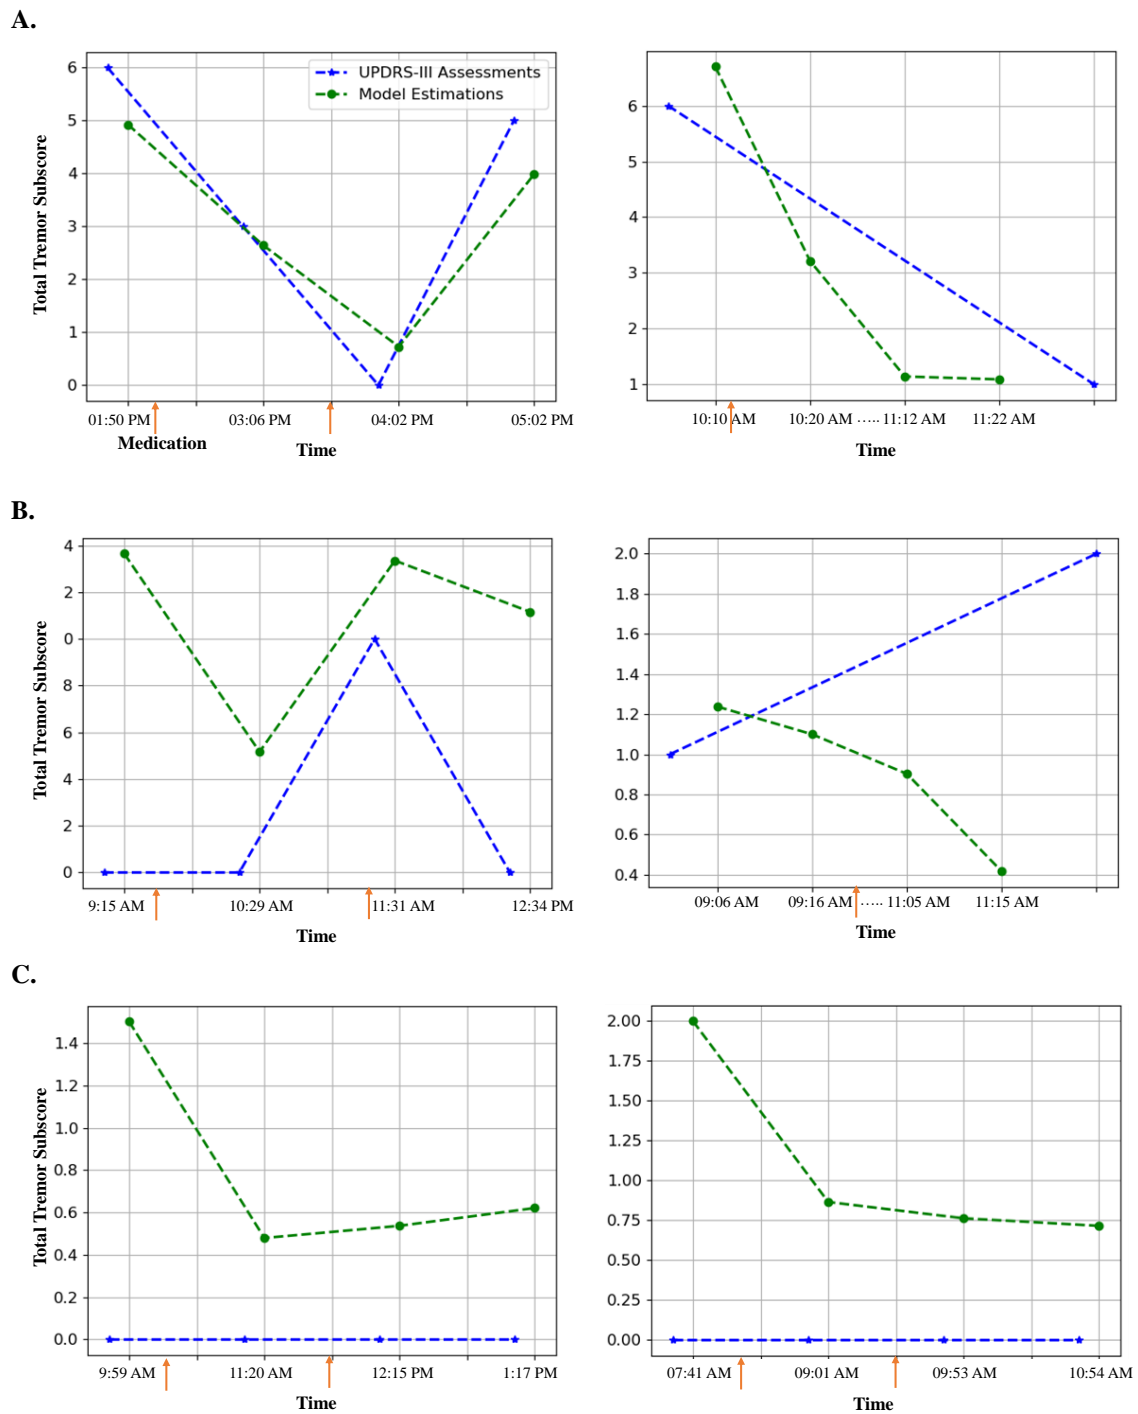 A.
UPDRS-III Assessments
Model Estimations
Total Tremor Subscore
6
5
4
3
2
1
0
01:50 PM 03:06 PM 04:02 PM 05:02 PM
Medication
Time
6
5
4
3
2
1
10:10 AM 10:20 AM ..... 11:12 AM 11:22 AM
Time
B.
Total Tremor Subscore
4
2
0
8
6
4
2
0
9:15 AM 10:29 AM 11:31 AM 12:34 PM
Time
2.0
1.8
1.6
1.4
1.2
1.0
0.8
0.6
0.4
09:06 AM 09:16 AM ..... 11:05 AM 11:15 AM
Time
C.
Total Tremor Subscore
1.4
1.2
1.0
0.8
0.6
0.4
0.2
0.0
9:59 AM 11:20 AM 12:15 PM 1:17 PM
Time
2.00
1.75
1.50
1.25
1.00
0.75
0.50
0.25
0.00
07:41 AM 09:01 AM 09:53 AM 10:54 AM
Time